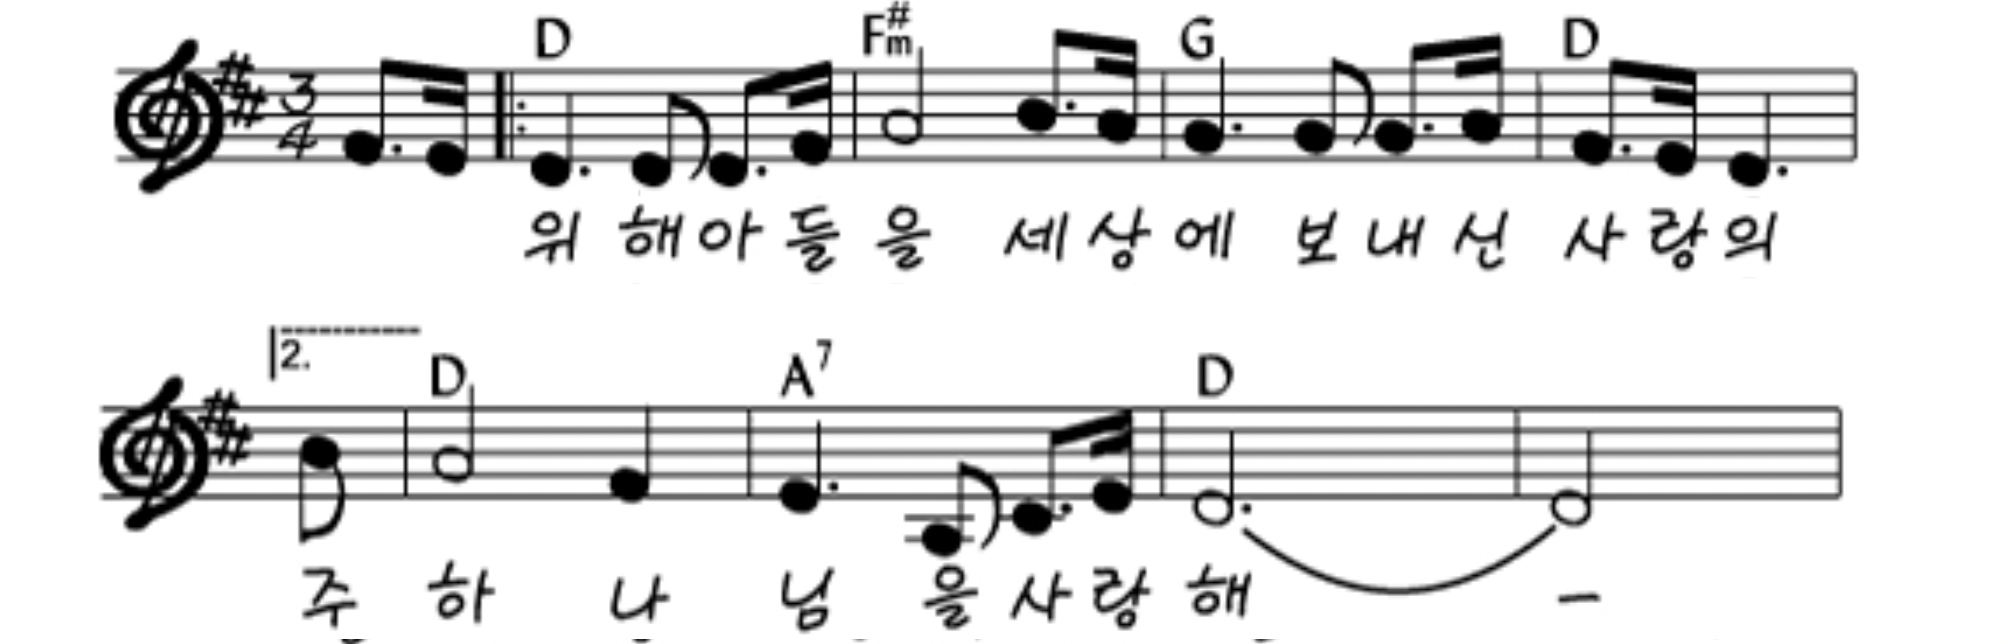 D F#m G D
3
4
위 해 아 들 을 세 상 에 보 내 신 사 랑 의
2. D A7 D
주 하 나 님 을 사 랑 해 -